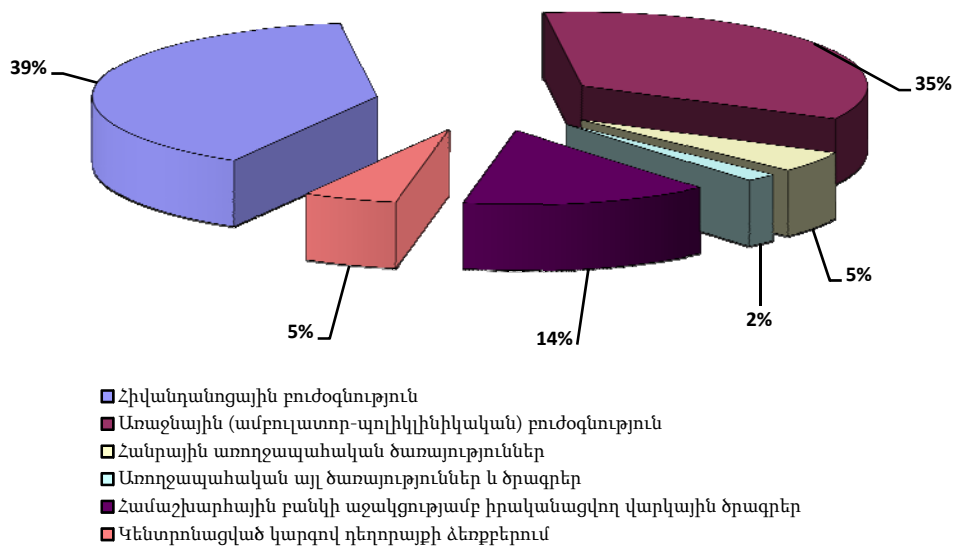 39%
35%
5%
2%
14%
5%
Հիվանդանոցային բուժօգնություն
Առաջնային (ամբուլատոր-պոլիկլինիկական) բուժօգնություն
Հանրային առողջապահական ծառայություններ
Առողջապահական այլ ծառայություններ և ծրագրեր
Համաշխարհային բանկի աջակցությամբ իրականացվող վարկային ծրագրեր
Կենտրոնացված կարգով դեղորայքի ձեռքբերում